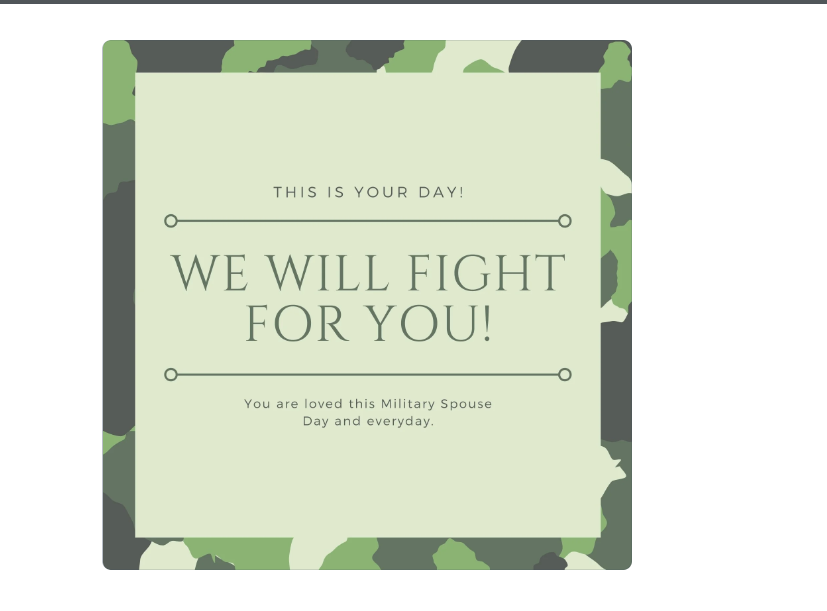 THIS IS YOUR DAY!
WE WILL FIGHT
FOR YOU!
You are loved this Military Spouse
Day and everyday.